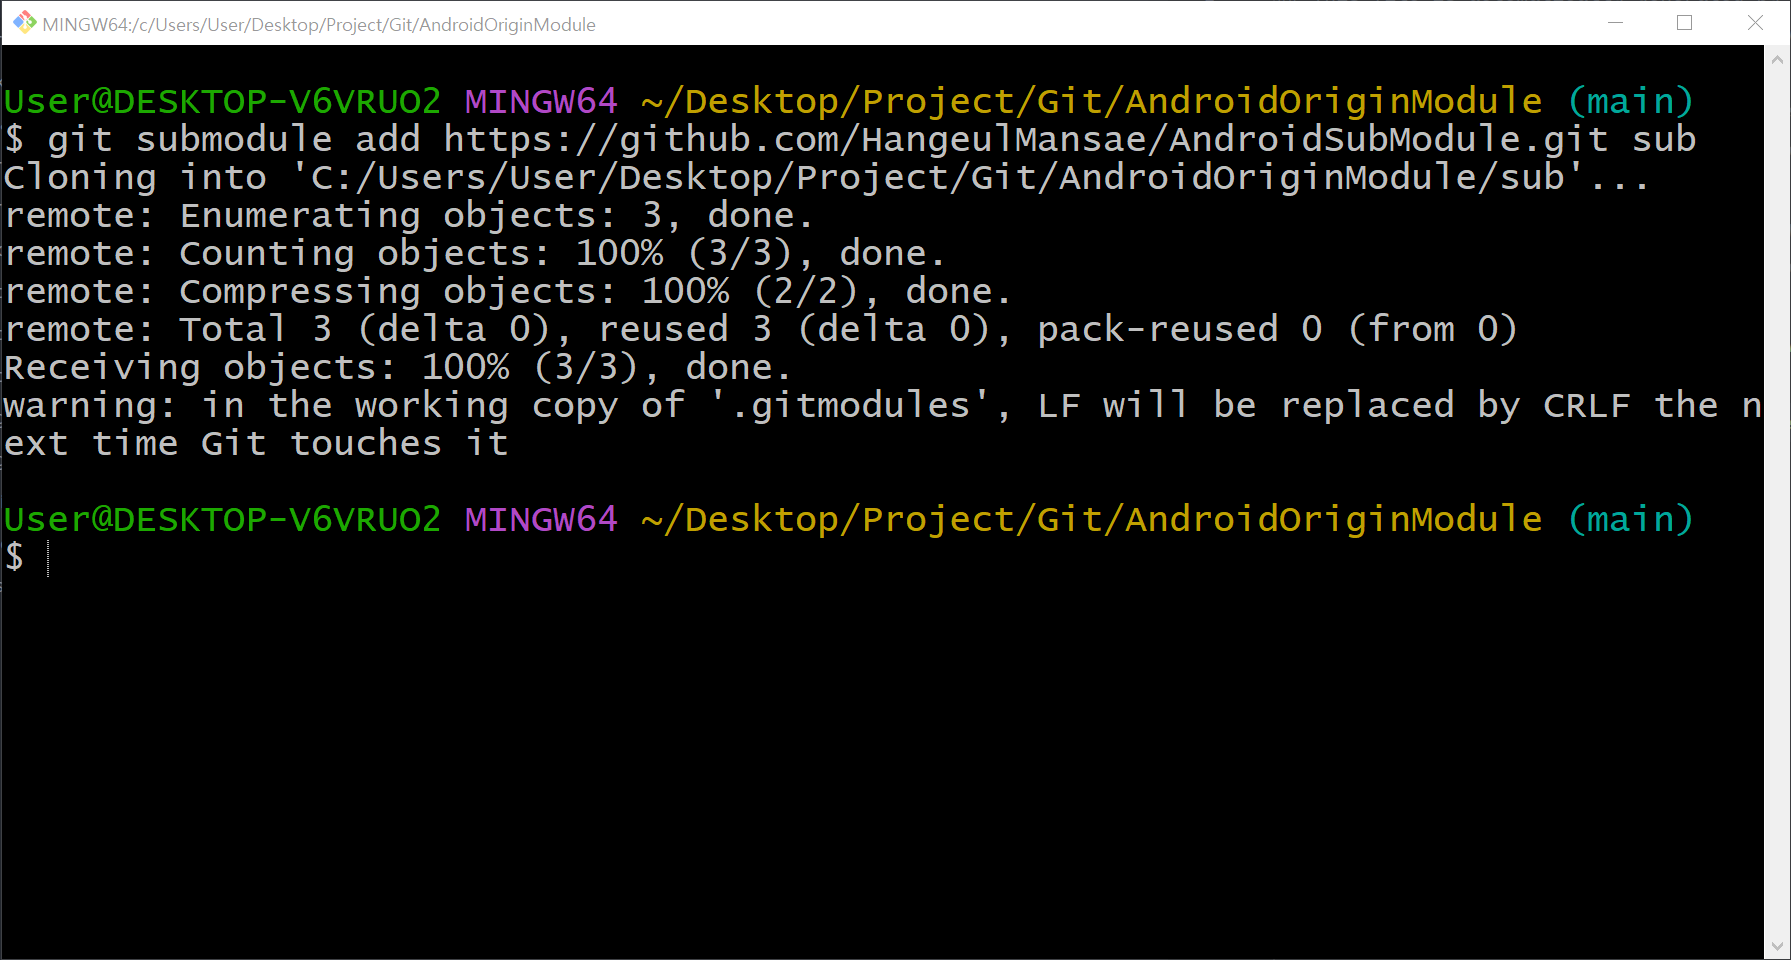 MINGW64:/c/Users/User/Desktop/Project/Git/AndroidOriginModule
User@DESKTOP-V6VRUO2 MINGW64 ~/Desktop/Project/Git/AndroidOriginModule (main)
$ git submodule add https://github.com/HangeulMansae/AndroidSubModule.git sub
Cloning into 'C:/Users/User/Desktop/Project/Git/AndroidOriginModule/sub'...
remote: Enumerating objects: 3, done.
remote: Counting objects: 100% (3/3), done.
remote: Compressing objects: 100% (2/2), done.
remote: Total 3 (delta 0), reused 3 (delta 0), pack-reused 0 (from 0)
Receiving objects: 100% (3/3), done.
warning: in the working copy of '.gitmodules', LF will be replaced by CRLF the n
ext time Git touches it
User@DESKTOP-V6VRUO2 MINGW64 ~/Desktop/Project/Git/AndroidOriginModule (main)
$